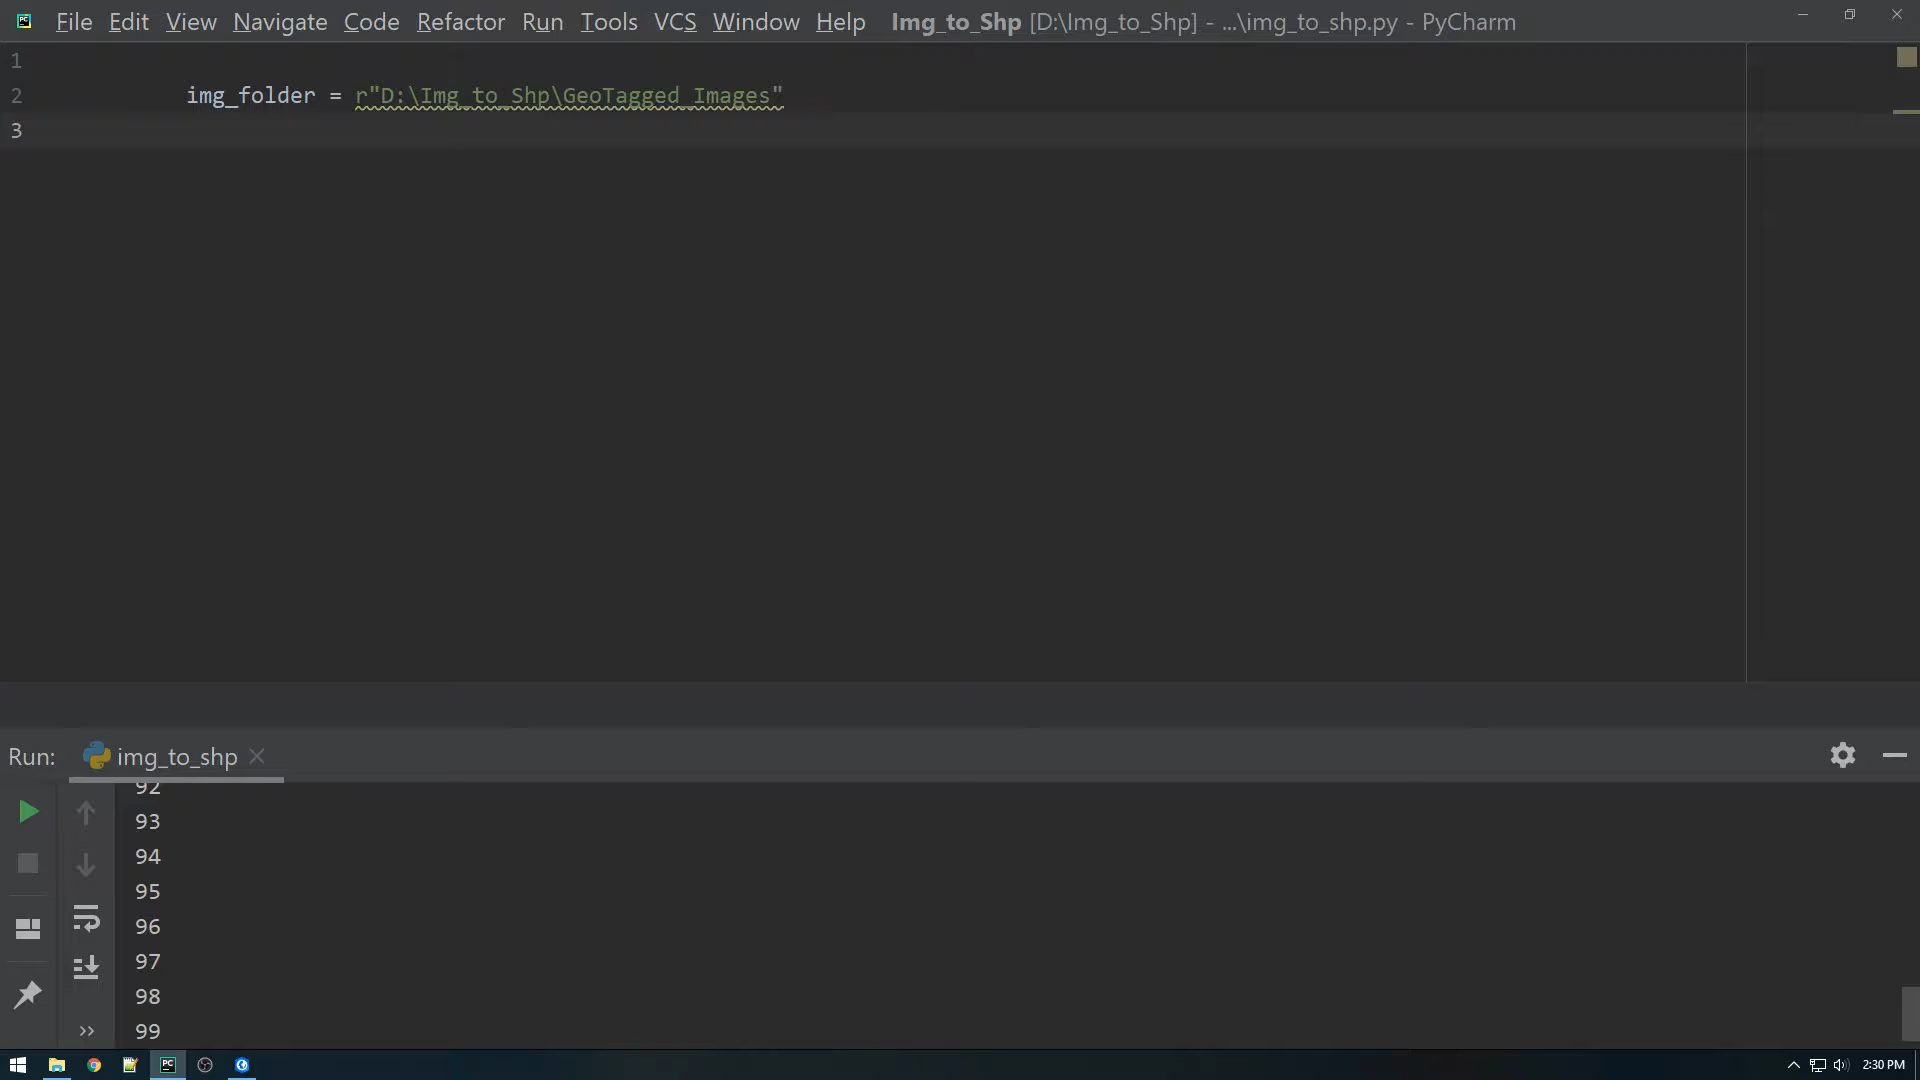 File Edit View Navigate Code Refactor Run Tools VCS Window Help Img_to_Shp [D:\Img_to_Shp] - ...\img_to_shp.py - PyCharm
1
2 img_folder = r"D:\Img_to_Shp\GeoTagged_Images"
3
Run: img_to_shp
92
93
94
95
96
97
98
99
2:30 PM